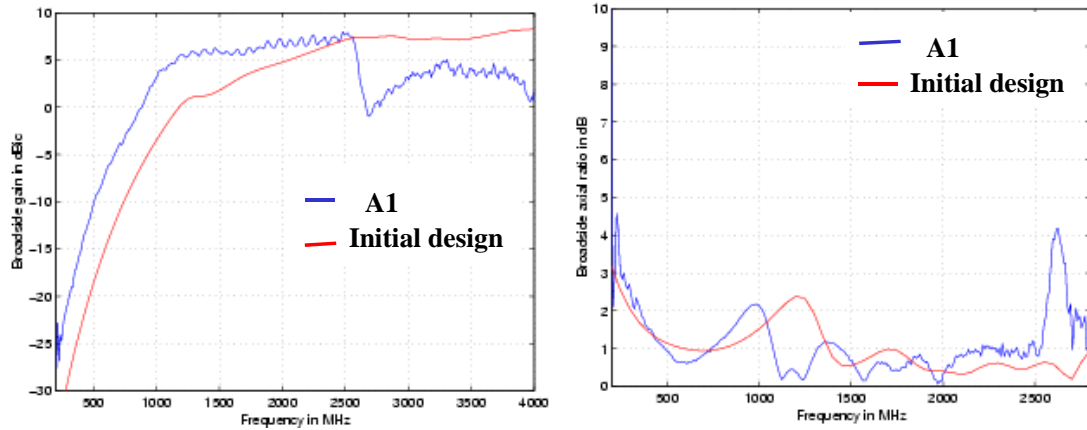 10
5
0
-5
-10
-15
-20
-25
-30
500 1000 1500 2000 2500 3000 3500 4000
Broadside gain in dBic
Frequency in MHz
A1
Initial design
10
9
8
7
6
5
4
3
2
1
0
500 1000 1500 2000 2500
Broadside axial ratio in dB
Frequency in MHz
A1
Initial design